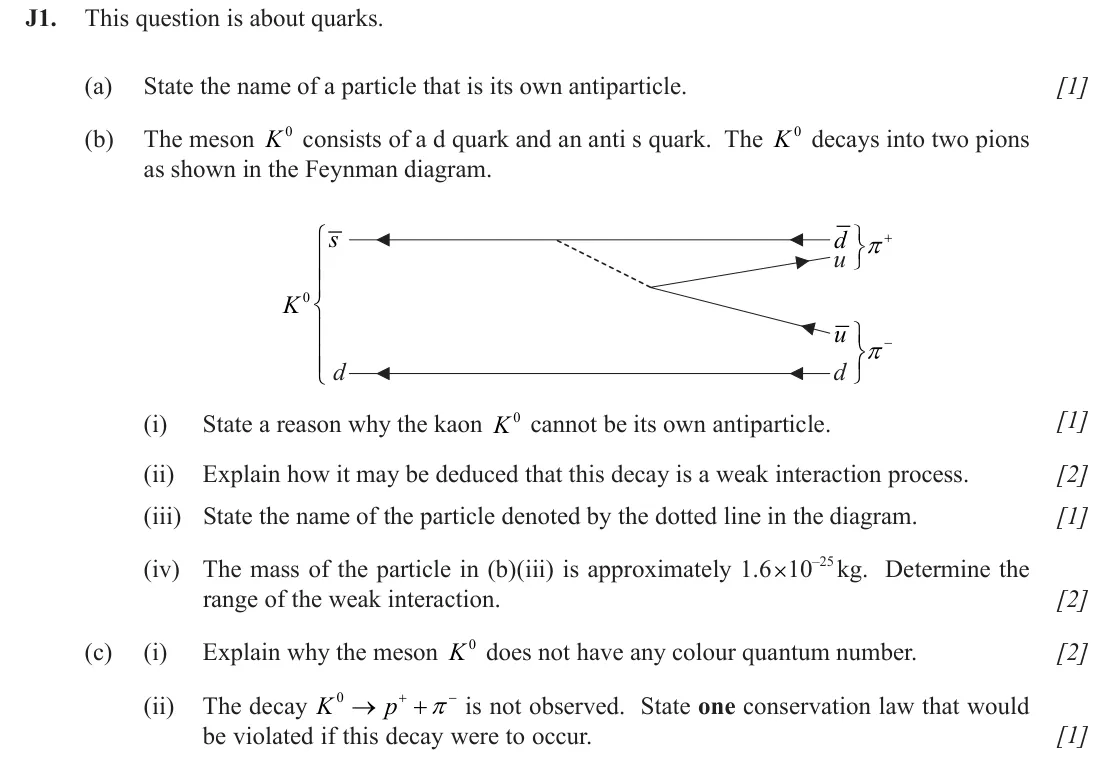 J1. This question is about quarks.
(a) State the name of a particle that is its own antiparticle. [1]
(b) The meson K⁰ consists of a d quark and an anti s quark. The K⁰ decays into two pions
as shown in the Feynman diagram.
s̅ d̅ π⁺
u
K⁰
u̅ π⁻
d d
(i) State a reason why the kaon K⁰ cannot be its own antiparticle. [1]
(ii) Explain how it may be deduced that this decay is a weak interaction process. [2]
(iii) State the name of the particle denoted by the dotted line in the diagram. [1]
(iv) The mass of the particle in (b)(iii) is approximately 1.6×10⁻²⁵ kg. Determine the
range of the weak interaction. [2]
(c) (i) Explain why the meson K⁰ does not have any colour quantum number. [2]
(ii) The decay K⁰ → p⁺ + π⁻ is not observed. State one conservation law that would
be violated if this decay were to occur. [1]